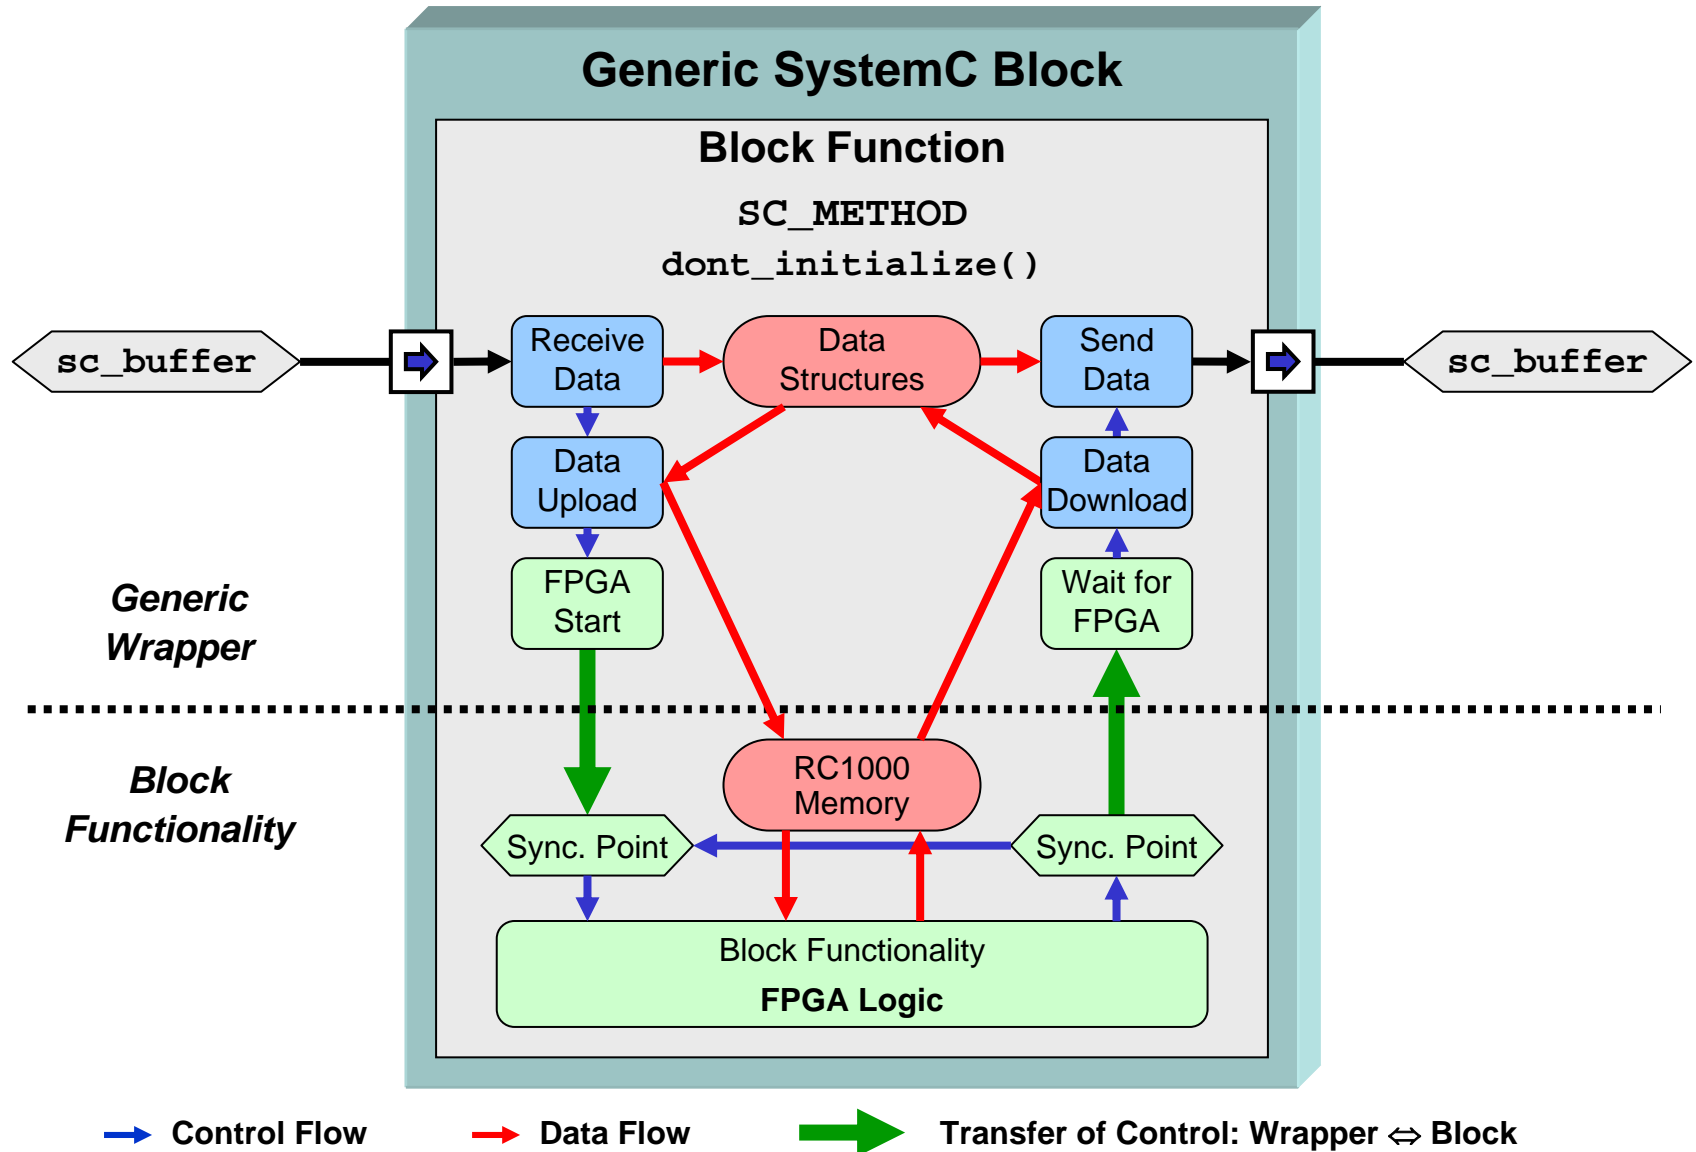 Generic SystemC Block
Block Function
SC_METHOD
dont_initialize()
sc_buffer
Receive
Data
Data
Structures
Send
Data
sc_buffer
Data
Upload
Data
Download
FPGA
Start
Wait for
FPGA
Generic
Wrapper
Block
Functionality
RC1000
Memory
Sync. Point
Sync. Point
Block Functionality
FPGA Logic
Control Flow
Data Flow
Transfer of Control: Wrapper ⇔ Block